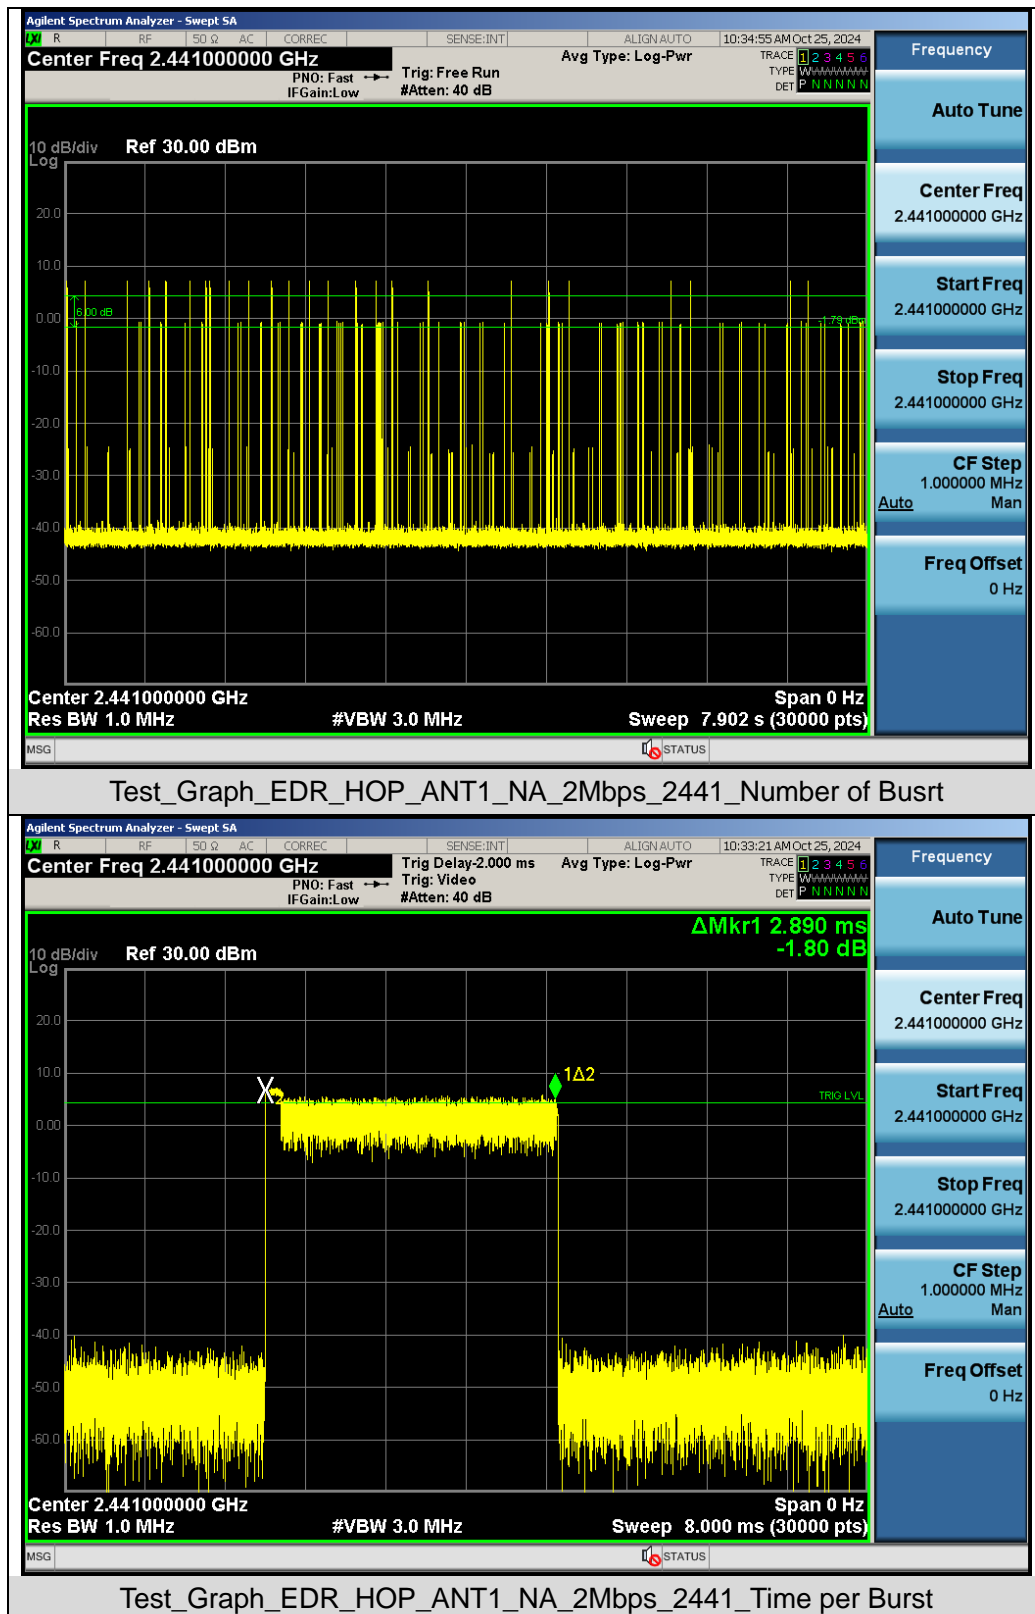 Agilent Spectrum Analyzer - Swept SA
LXI R RF 50 Ω AC CORREC SENSE:INT ALIGN AUTO 10:34:55 AM Oct 25, 2024
Center Freq 2.441000000 GHz Avg Type: Log-Pwr TRACE 1 2 3 4 5 6
PNO: Fast Trig: Free Run TYPE WWWWWW
IFGain:Low #Atten: 40 dB DET P N N N N N
Frequency
Auto Tune
10 dB/div Ref 30.00 dBm
Log
20.0
10.0
6.00 dB
0.00
-1.79 dBm
-10.0
-20.0
-30.0
-40.0
-50.0
-60.0
Center Freq
2.441000000 GHz
Start Freq
2.441000000 GHz
Stop Freq
2.441000000 GHz
CF Step
1.000000 MHz
Auto Man
Freq Offset
0 Hz
Center 2.441000000 GHz Span 0 Hz
Res BW 1.0 MHz #VBW 3.0 MHz Sweep 7.902 s (30000 pts)
MSG STATUS
Test_Graph_EDR_HOP_ANT1_NA_2Mbps_2441_Number of Busrt
Agilent Spectrum Analyzer - Swept SA
LXI R RF 50 Ω AC CORREC SENSE:INT ALIGN AUTO 10:33:21 AM Oct 25, 2024
Center Freq 2.441000000 GHz Trig Delay-2.000 ms Avg Type: Log-Pwr TRACE 1 2 3 4 5 6
PNO: Fast Trig: Video TYPE WWWWWW
IFGain:Low #Atten: 40 dB DET P N N N N N
Frequency
Auto Tune
ΔMkr1 2.890 ms
-1.80 dB
10 dB/div Ref 30.00 dBm
Log
20.0
10.0
X2
1Δ2
TRIG LVL
0.00
-10.0
-20.0
-30.0
-40.0
-50.0
-60.0
Center Freq
2.441000000 GHz
Start Freq
2.441000000 GHz
Stop Freq
2.441000000 GHz
CF Step
1.000000 MHz
Auto Man
Freq Offset
0 Hz
Center 2.441000000 GHz Span 0 Hz
Res BW 1.0 MHz #VBW 3.0 MHz Sweep 8.000 ms (30000 pts)
MSG STATUS
Test_Graph_EDR_HOP_ANT1_NA_2Mbps_2441_Time per Burst